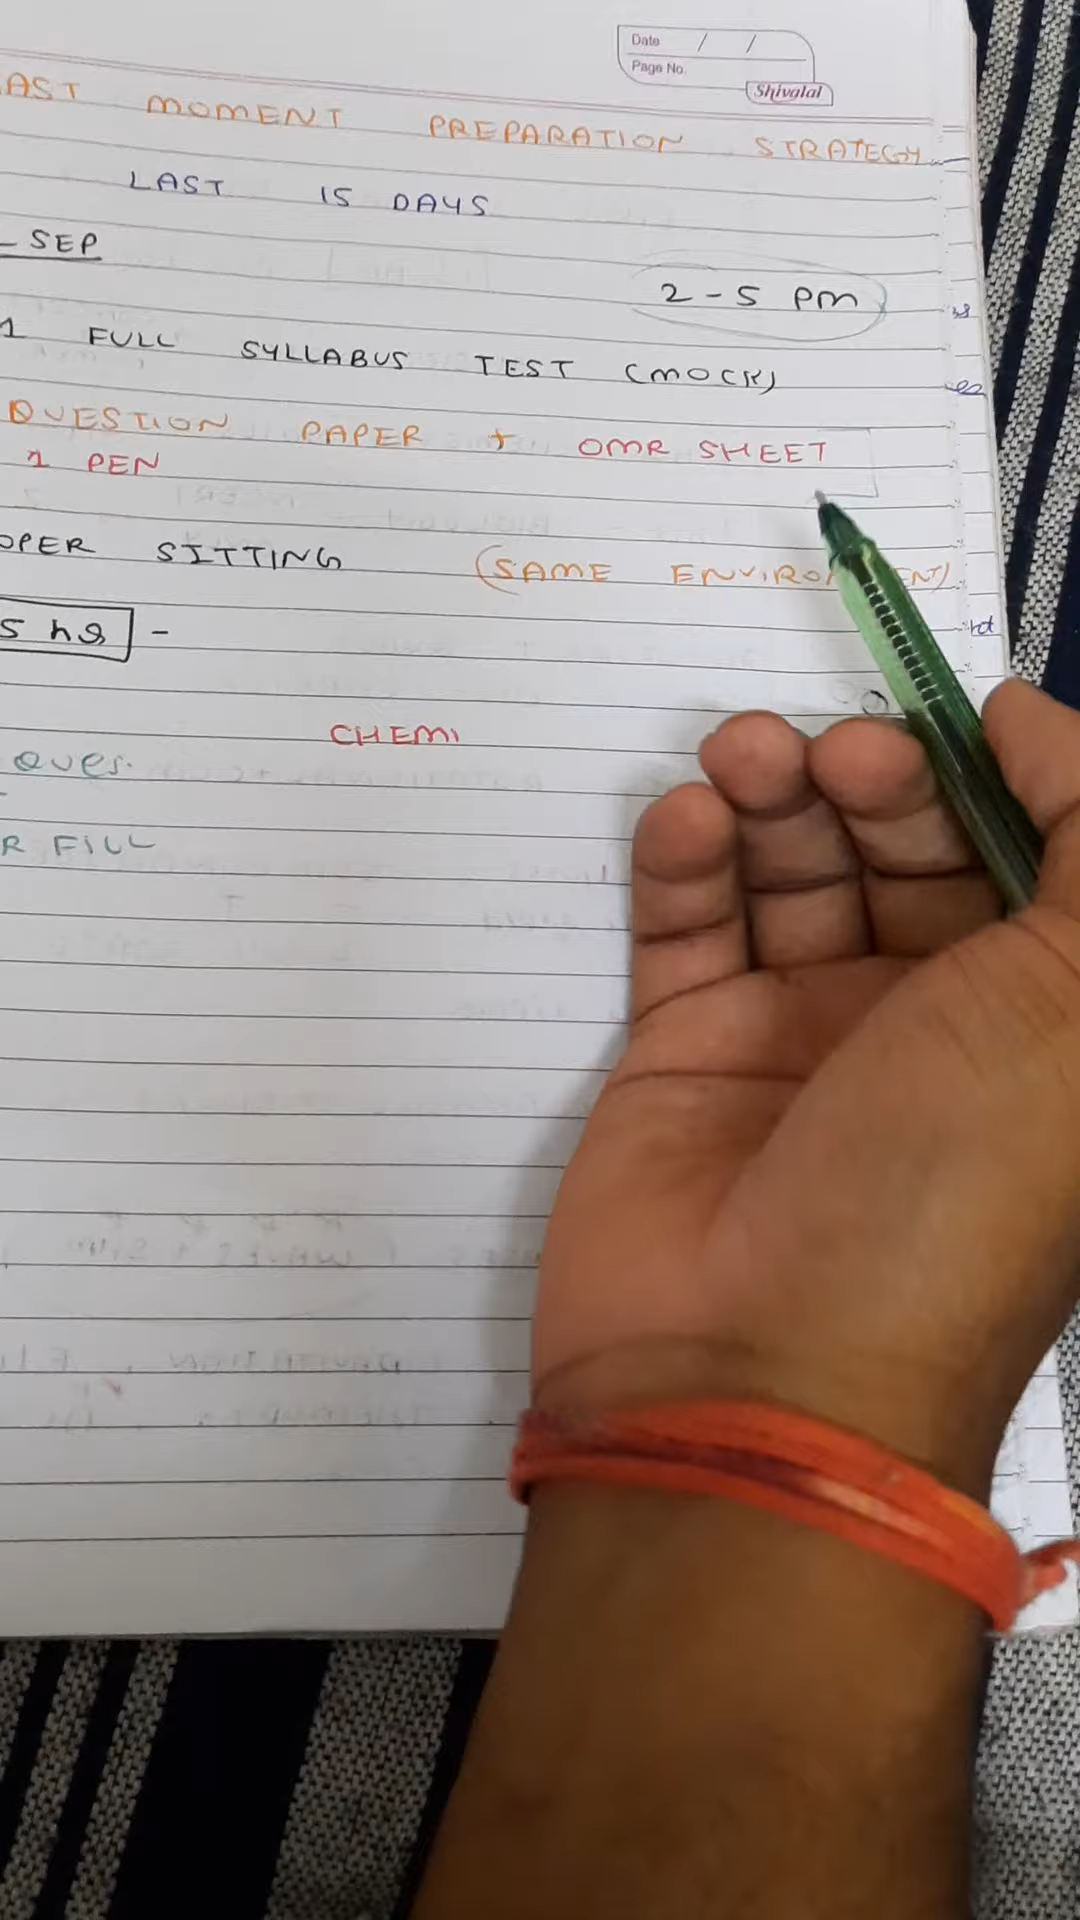 Date / /
Page No.
Shivalal
AST MOMENT PREPARATION STRATEGY
LAST 15 DAYS
- SEP
2 - 5 PM
1 FULL SYLLABUS TEST (MOCK)
QUESTION PAPER + OMR SHEET
1 PEN
OPER SITTING (SAME ENVIRO ENT)
CHEMI
QUES.
R FILL